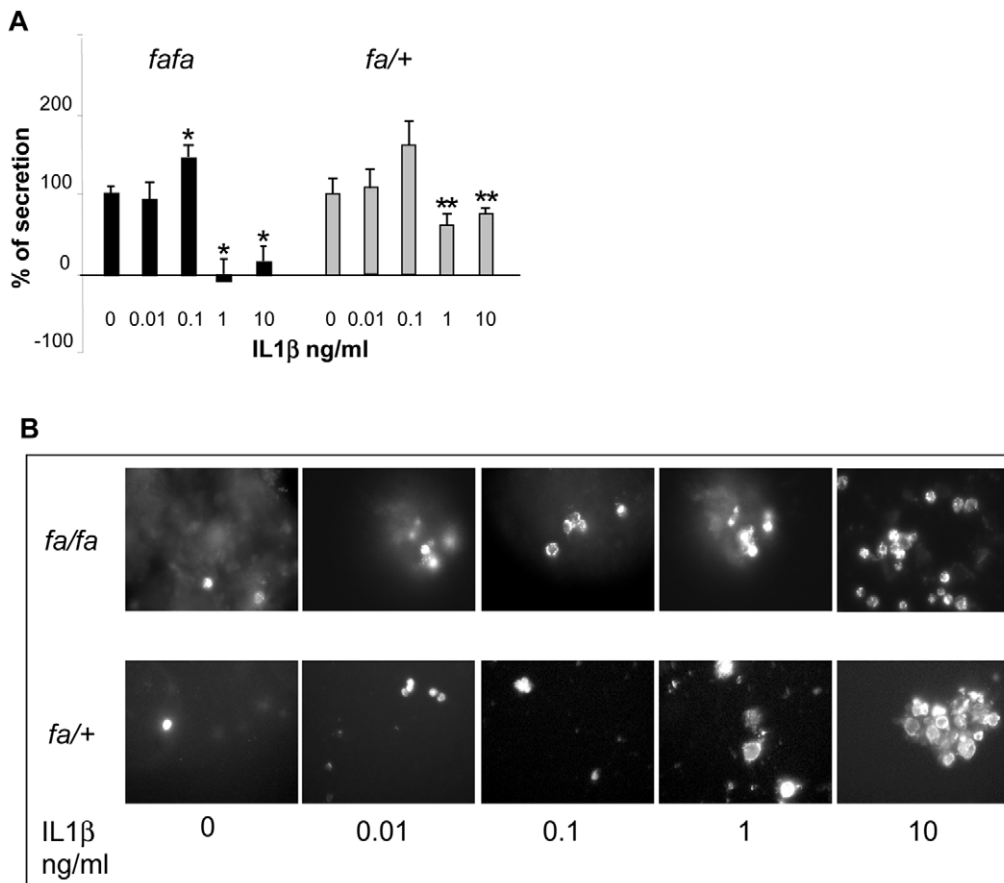 A
fafa
fa/+
% of secretion
200
100
0
-100
*
*
*
**
**
0 0.01 0.1 1 10
0 0.01 0.1 1 10
IL1β ng/ml
B
fa/fa
fa/+
IL1β
ng/ml
0 0.01 0.1 1 10